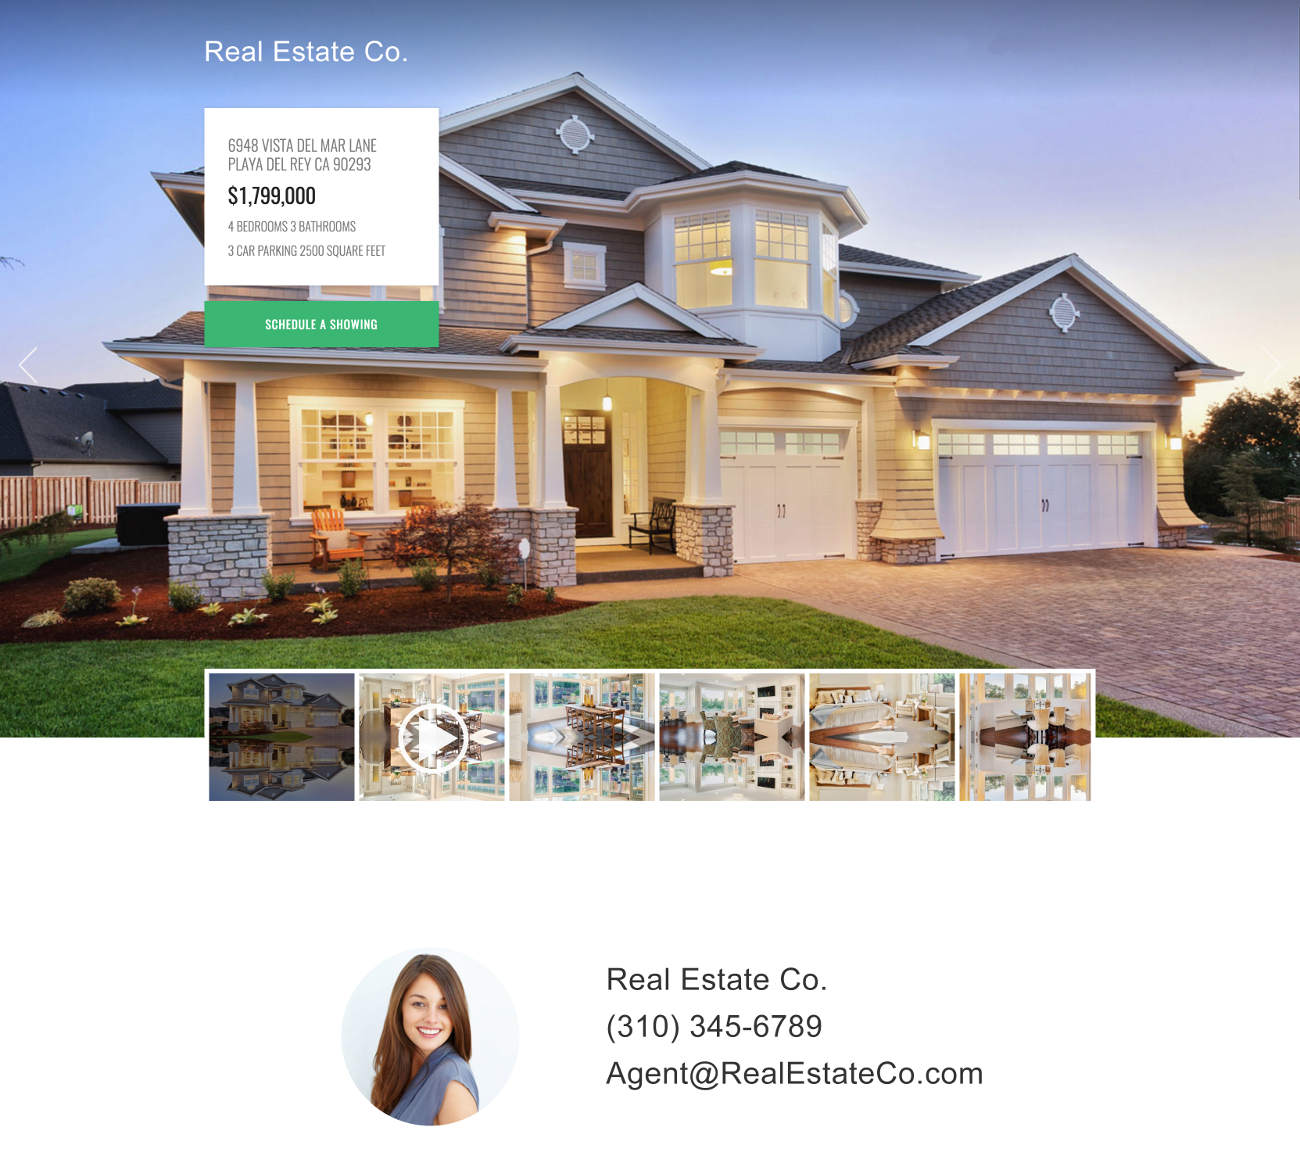 Real Estate Co.
6948 VISTA DEL MAR LANE
PLAYA DEL REY CA 90293
$1,799,000
4 BEDROOMS 3 BATHROOMS
3 CAR PARKING 2500 SQUARE FEET
SCHEDULE A SHOWING
Real Estate Co.
(310) 345-6789
Agent@RealEstateCo.com